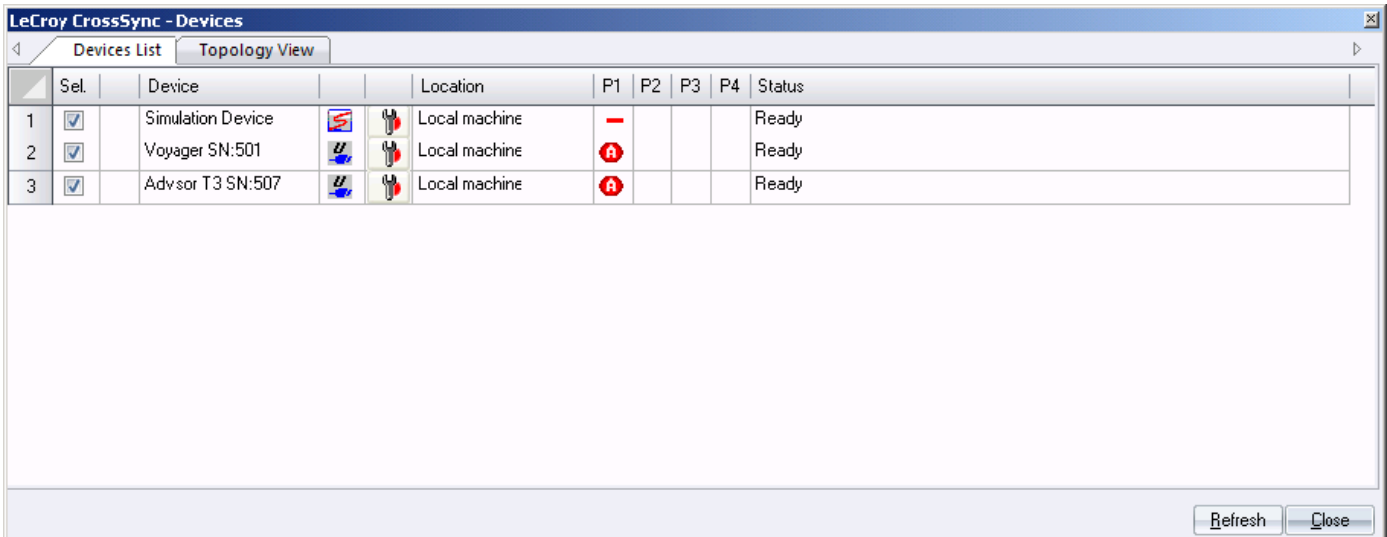 LeCroy CrossSync - Devices
Devices List Topology View
Sel. Device Location P1 P2 P3 P4 Status
1 Simulation Device Local machine Ready
2 Voyager SN:501 Local machine A Ready
3 Advsor T3 SN:507 Local machine A Ready
Refresh Close